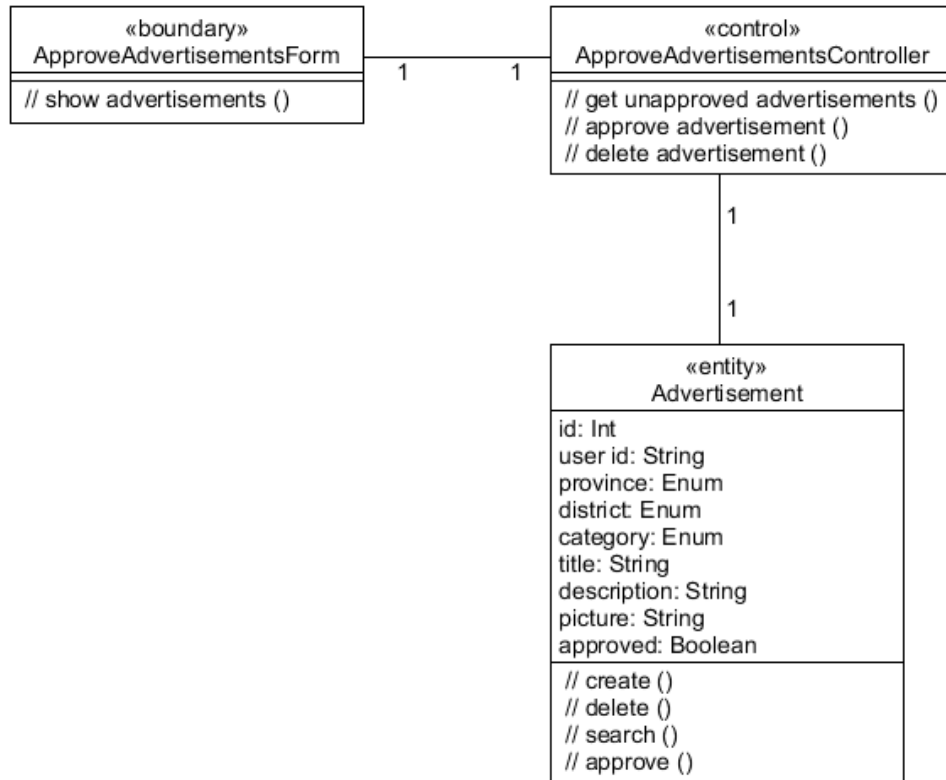 «boundary»
ApproveAdvertisementsForm
// show advertisements ()
1
1
«control»
ApproveAdvertisementsController
// get unapproved advertisements ()
// approve advertisement ()
// delete advertisement ()
1
1
«entity»
Advertisement
id: Int
user id: String
province: Enum
district: Enum
category: Enum
title: String
description: String
picture: String
approved: Boolean
// create ()
// delete ()
// search ()
// approve ()